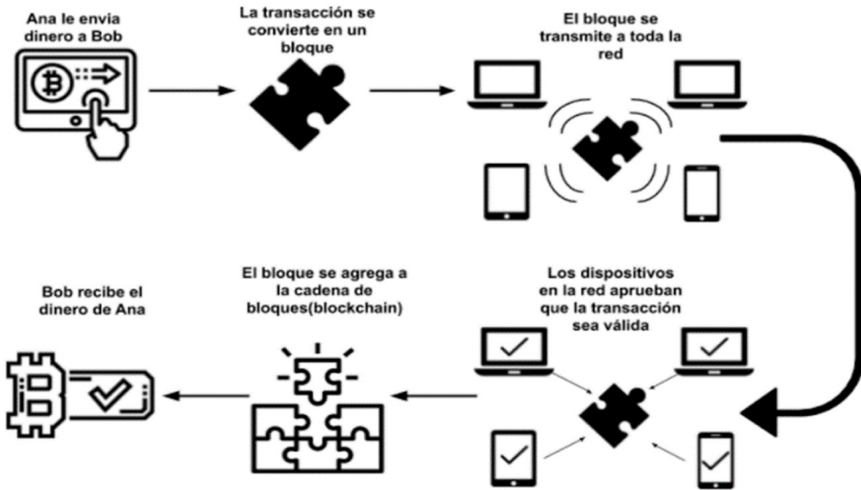 Ana le envia
dinero a Bob
La transacción se
convierte en un
bloque
El bloque se
transmite a toda la
red
Los dispositivos
en la red aprueban
que la transacción
sea válida
El bloque se agrega a
la cadena de
bloques(blockchain)
Bob recibe el
dinero de Ana